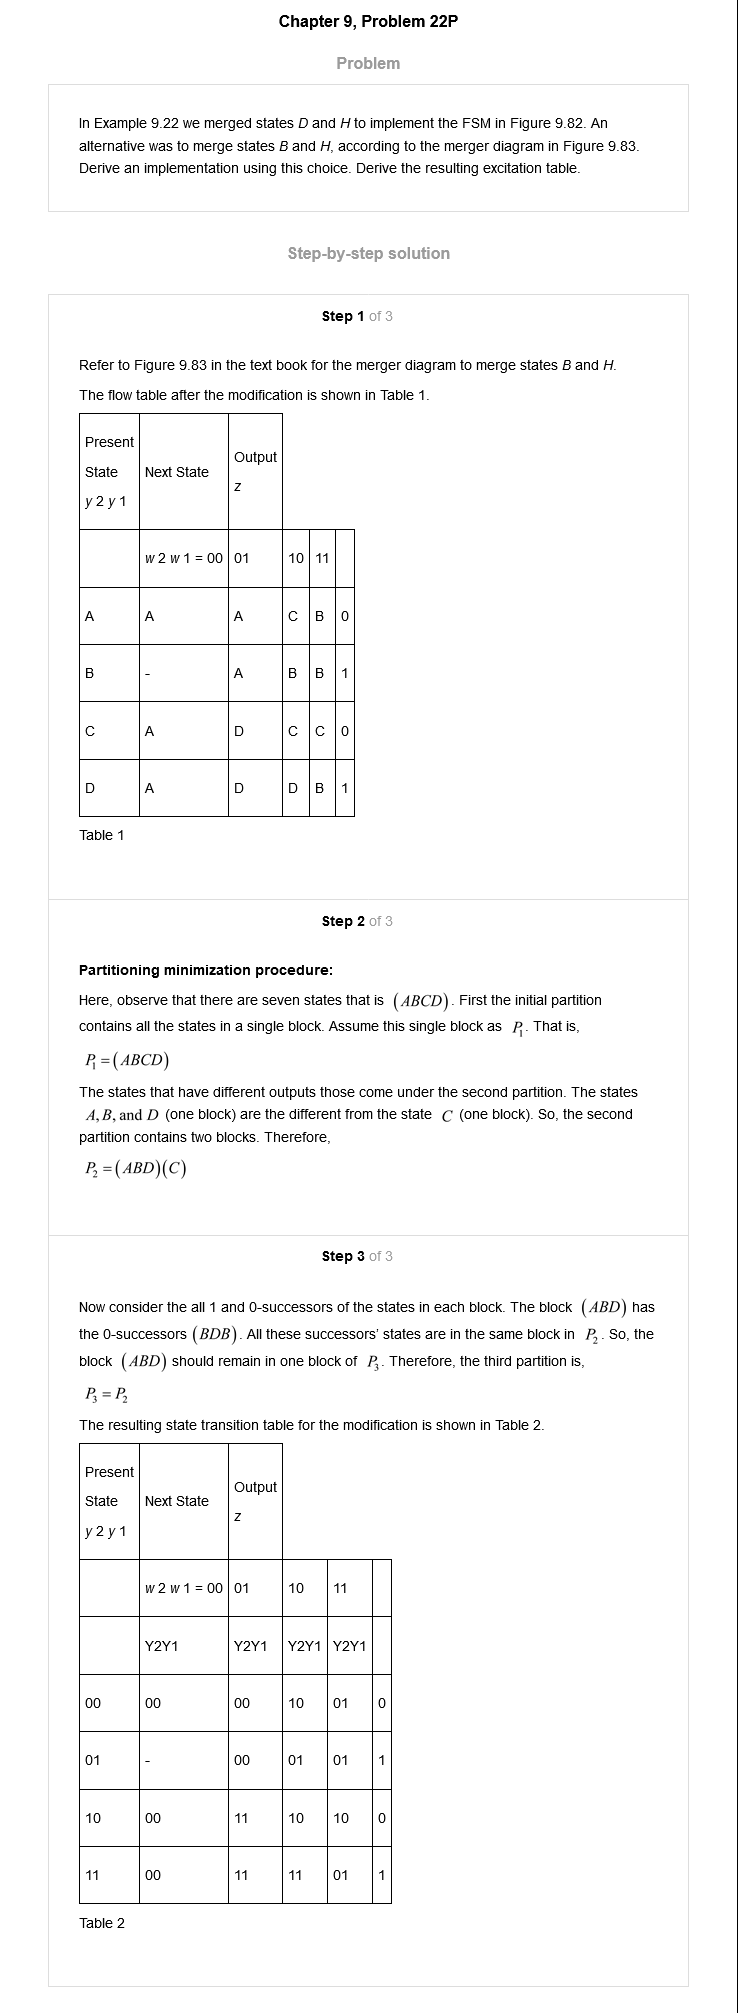 Chapter 9, Problem 22P
Problem
In Example 9.22 we merged states D and H to implement the FSM in Figure 9.82. An
alternative was to merge states B and H, according to the merger diagram in Figure 9.83.
Derive an implementation using this choice. Derive the resulting excitation table.
Step-by-step solution
Step 1 of 3
Refer to Figure 9.83 in the text book for the merger diagram to merge states B and H.
The flow table after the modification is shown in Table 1.
Present
State
y 2 y 1
Next State
Output
z
w 2 w 1 = 00 01 10 11
A A A C B 0
B - A B B 1
C A D C C 0
D A D D B 1
Table 1
Step 2 of 3
Partitioning minimization procedure:
Here, observe that there are seven states that is (ABCD). First the initial partition
contains all the states in a single block. Assume this single block as P₁. That is,
P₁ = (ABCD)
The states that have different outputs those come under the second partition. The states
A, B, and D (one block) are the different from the state C (one block). So, the second
partition contains two blocks. Therefore,
P₂ = (ABD)(C)
Step 3 of 3
Now consider the all 1 and 0-successors of the states in each block. The block (ABD) has
the 0-successors (BDB). All these successors' states are in the same block in P₂. So, the
block (ABD) should remain in one block of P₃. Therefore, the third partition is,
P₃ = P₂
The resulting state transition table for the modification is shown in Table 2.
Present
State
y 2 y 1
Next State
Output
z
w 2 w 1 = 00 01 10 11
Y2Y1 Y2Y1 Y2Y1 Y2Y1
00 00 00 10 01 0
01 - 00 01 01 1
10 00 11 10 10 0
11 00 11 11 01 1
Table 2